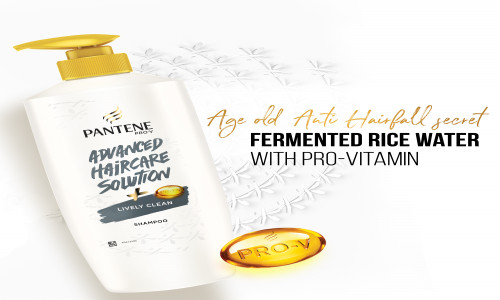 PANTENE
PRO-V
ADVANCED
HAIRCARE
SOLUTION
LIVELY CLEAN
SHAMPOO
Age old Anti Hairfall secret
FERMENTED RICE WATER
WITH PRO-VITAMIN
PRO-V